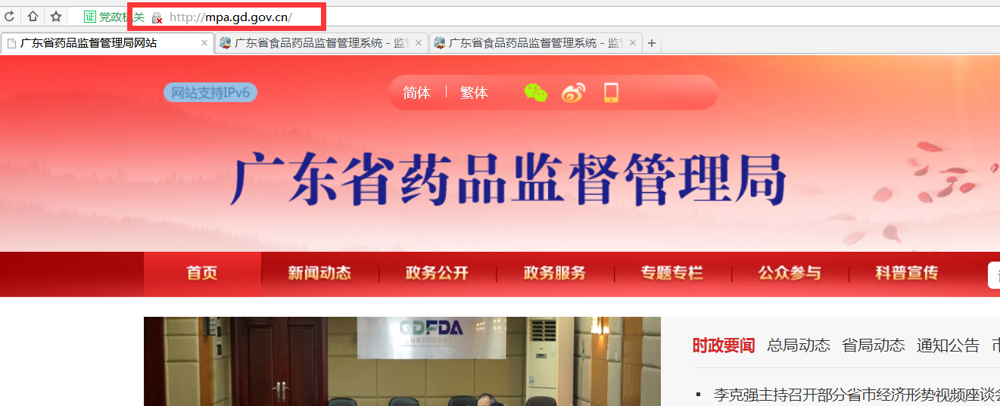 证 党政机关 http://mpa.gd.gov.cn/
广东省药品监督管理局网站 × 广东省食品药品监督管理系统 - 监 × 广东省食品药品监督管理系统 - 监 × +
网站支持IPv6 简体 | 繁体
广东省药品监督管理局
首页 新闻动态 政务公开 政务服务 专题专栏 公众参与 科普宣传
GDFDA
时政要闻 总局动态 省局动态 通知公告
李克强主持召开部分省市经济形势视频座谈会